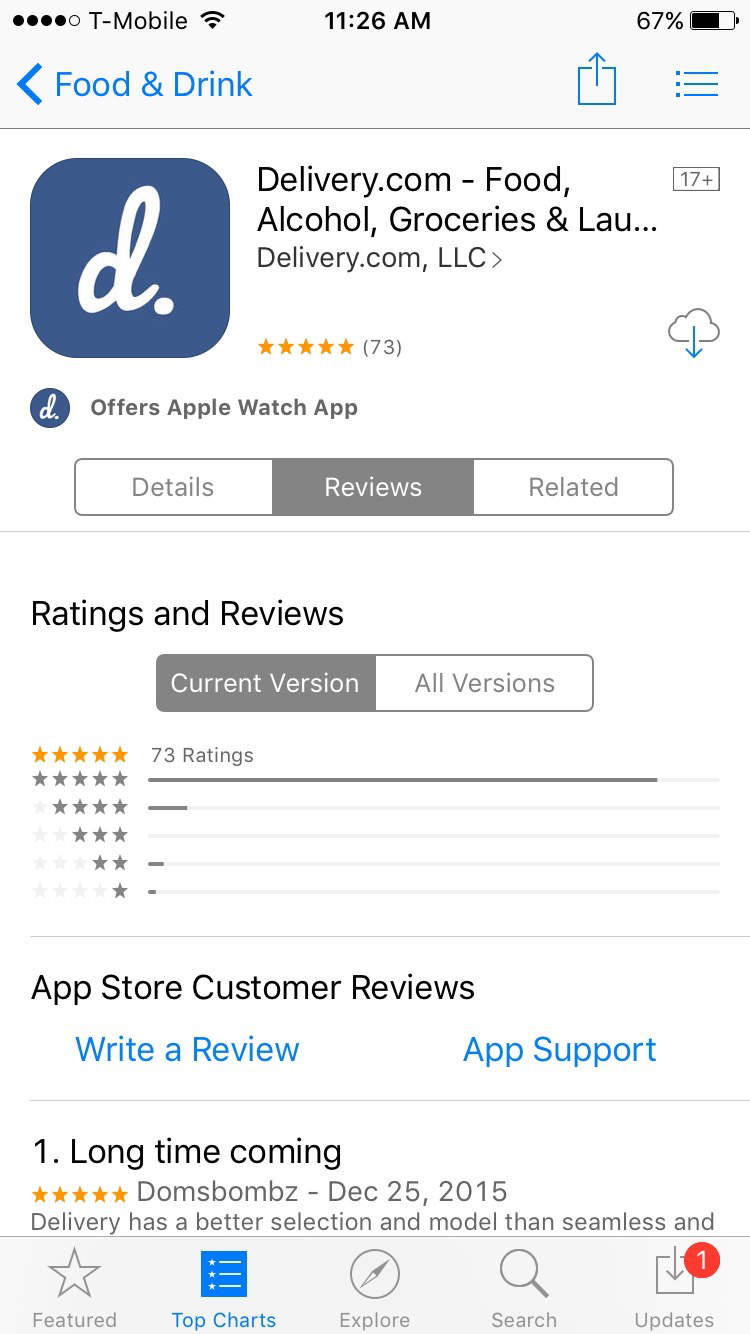 T-Mobile 11:26 AM 67%
Food & Drink
Delivery.com - Food, 17+
Alcohol, Groceries & Lau...
Delivery.com, LLC
(73)
d.
d. Offers Apple Watch App
Details Reviews Related
Ratings and Reviews
Current Version All Versions
73 Ratings
App Store Customer Reviews
Write a Review App Support
1. Long time coming
Domsbombz - Dec 25, 2015
Delivery has a better selection and model than seamless and
1
Featured Top Charts Explore Search Updates